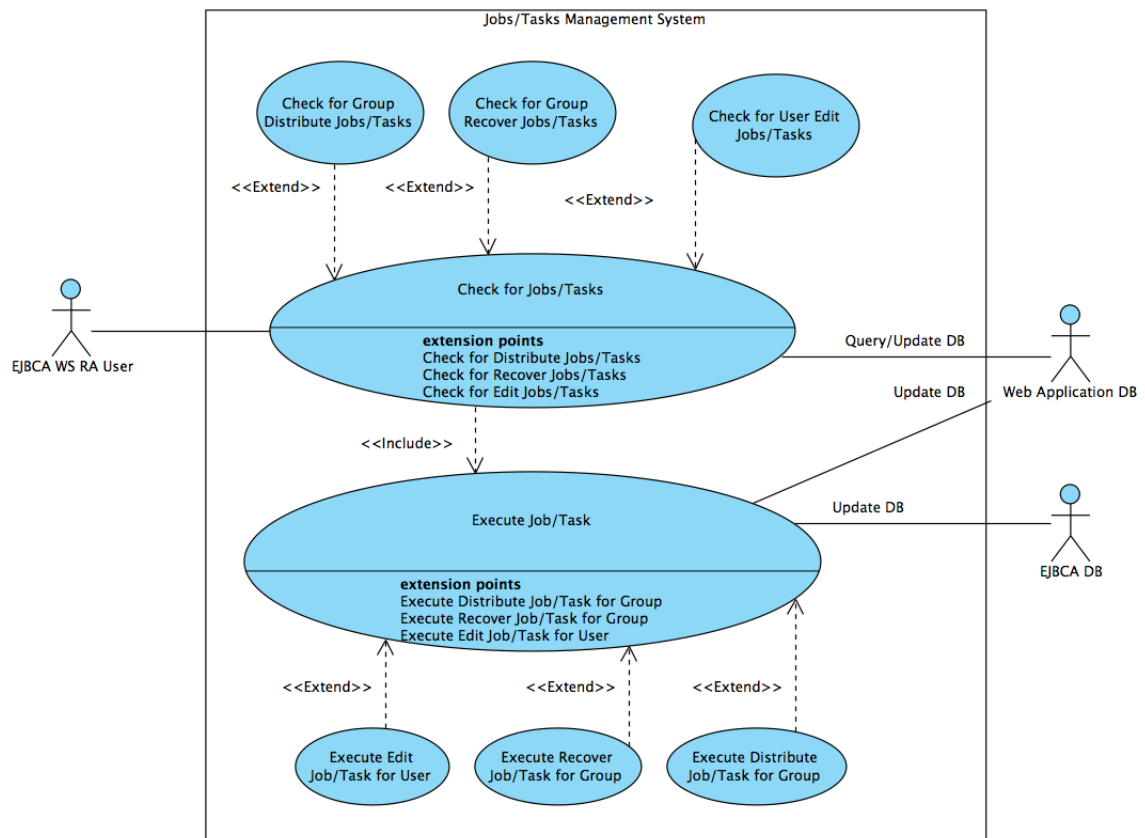 Jobs/Tasks Management System
Check for Group
Distribute Jobs/Tasks
Check for Group
Recover Jobs/Tasks
Check for User Edit
Jobs/Tasks
<<Extend>>
<<Extend>>
<<Extend>>
Check for Jobs/Tasks
extension points
Check for Distribute Jobs/Tasks
Check for Recover Jobs/Tasks
Check for Edit Jobs/Tasks
EJBCA WS RA User
Query/Update DB
Web Application DB
Update DB
<<Include>>
Execute Job/Task
extension points
Execute Distribute Job/Task for Group
Execute Recover Job/Task for Group
Execute Edit Job/Task for User
Update DB
EJBCA DB
<<Extend>>
<<Extend>>
<<Extend>>
Execute Edit
Job/Task for User
Execute Recover
Job/Task for Group
Execute Distribute
Job/Task for Group